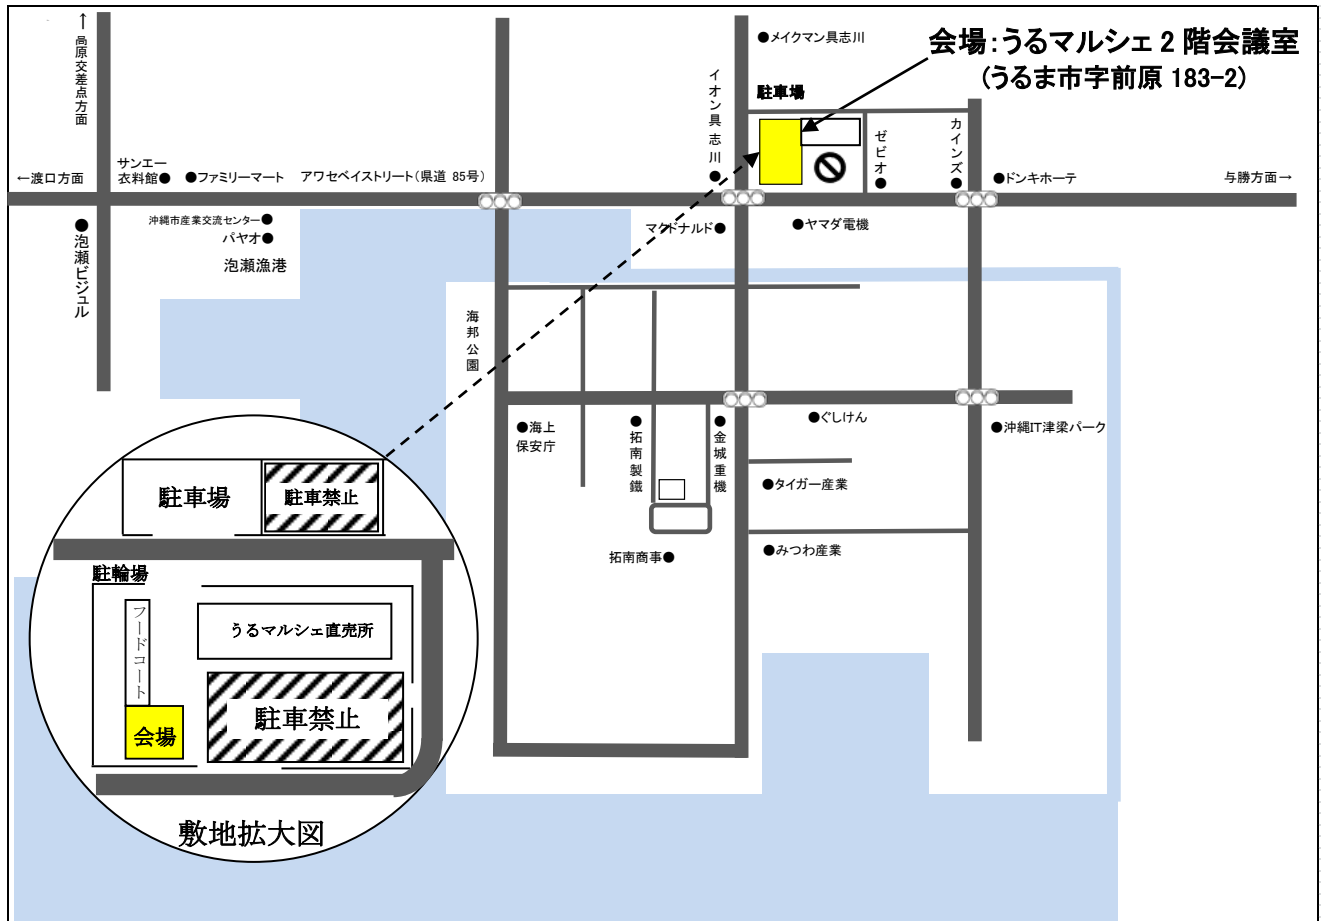 会場：うるマルシェ 2 階会議室
(うるま市字前原 183-2)
↑高原交差点方面
●メイクマン具志川
イオン具志川●
駐車場
ゼビオ●
カインズ●
サンエー
衣料館●
●ファミリーマート
アワセベイストリート（県道 85号）
←渡口方面
●ドンキホーテ
与勝方面→
沖縄市産業交流センター●
パヤオ●
泡瀬漁港
●泡瀬ビジュル
マクドナルド●
●ヤマダ電機
海邦公園
●海上
保安庁
●拓南製鐵
●金城重機
●ぐしけん
●沖縄IT津梁パーク
●タイガー産業
●みつわ産業
拓南商事●
駐車場
駐車禁止
駐輪場
フードコート
うるマルシェ直売所
駐車禁止
会場
敷地拡大図